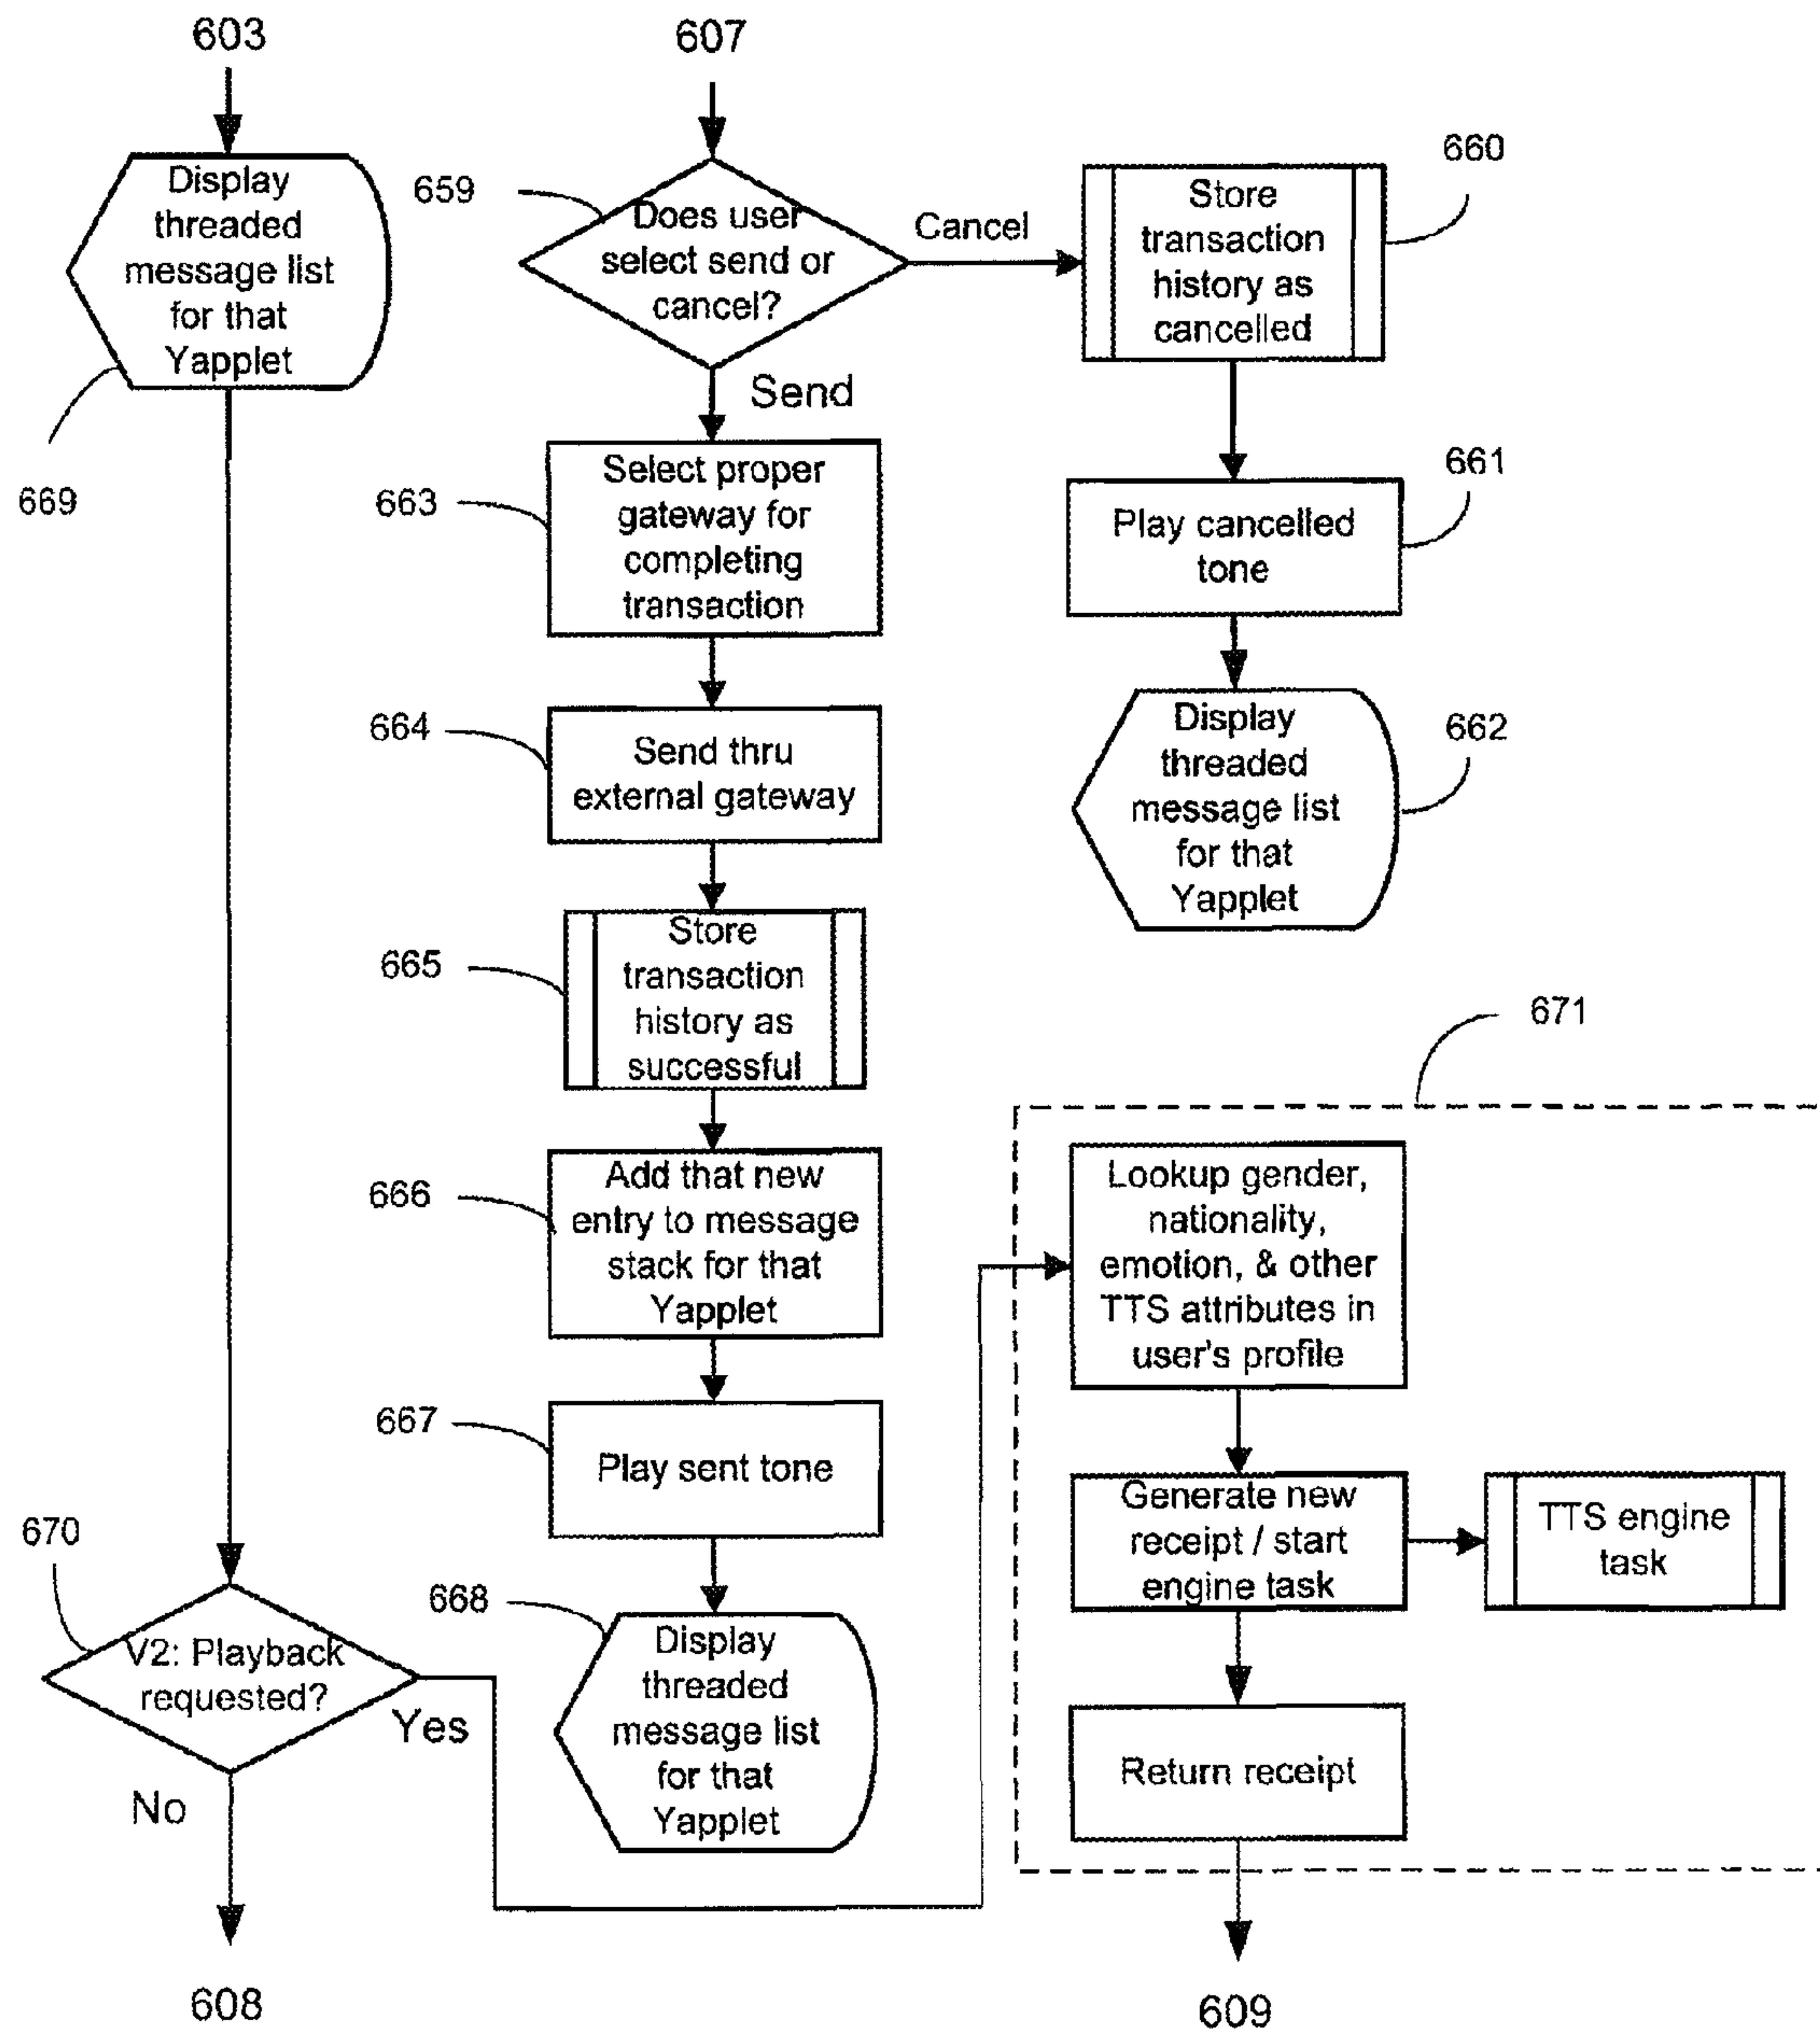 603
Display
threaded
message list
for that
Yapplet
669
670
V2: Playback
requested?
Yes
No
608
607
659
Does user
select send or
cancel?
Cancel
Send
663
Select proper
gateway for
completing
transaction
664
Send thru
external gateway
665
Store
transaction
history as
successful
666
Add that new
entry to message
stack for that
Yapplet
667
Play sent tone
668
Display
threaded
message list
for that
Yapplet
660
Store
transaction
history as
cancelled
661
Play cancelled
tone
662
Display
threaded
message list
for that
Yapplet
671
Lookup gender,
nationality,
emotion, & other
TTS attributes in
user's profile
Generate new
receipt / start
engine task
TTS engine
task
Return receipt
609